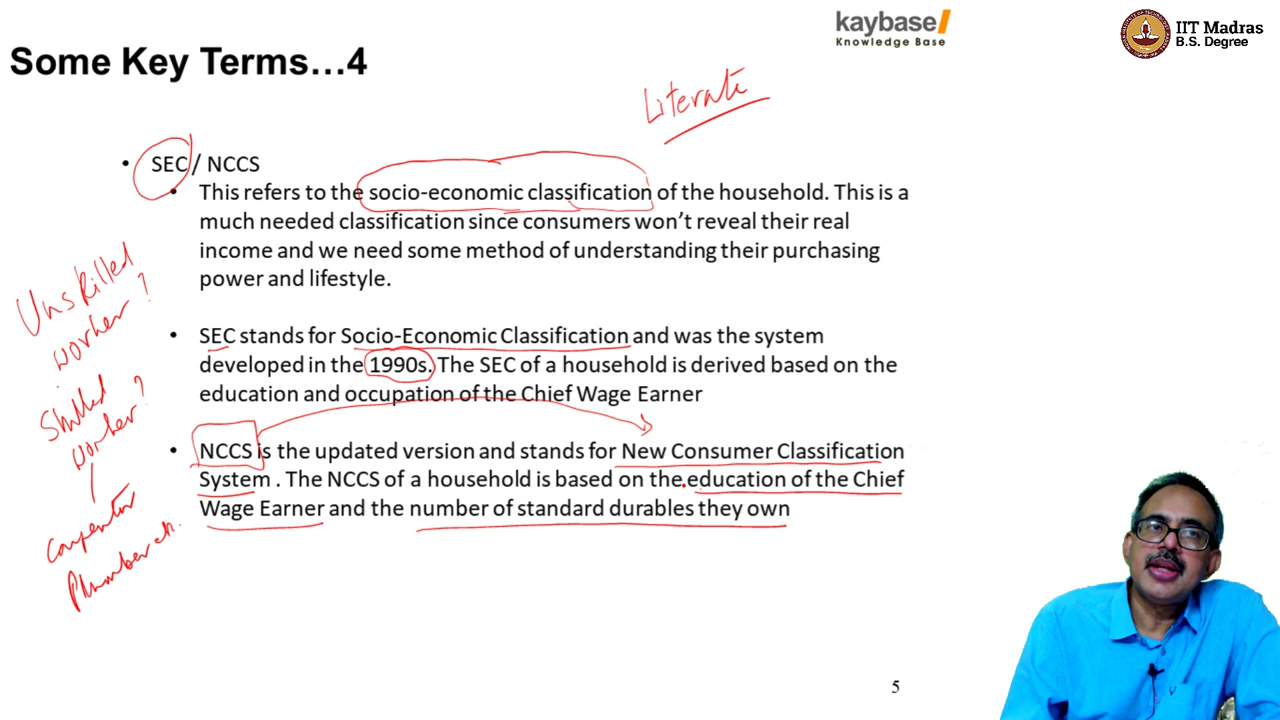 kaybase
Knowledge Base
IIT Madras
B.S. Degree
Some Key Terms...4
Literate
• SEC / NCCS
• This refers to the socio-economic classification of the household. This is a
much needed classification since consumers won't reveal their real
income and we need some method of understanding their purchasing
power and lifestyle.
Unskilled
worker?
• SEC stands for Socio-Economic Classification and was the system
developed in the 1990s. The SEC of a household is derived based on the
education and occupation of the Chief Wage Earner
Skilled
worker?
• NCCS is the updated version and stands for New Consumer Classification
System . The NCCS of a household is based on the education of the Chief
Wage Earner and the number of standard durables they own
Carpenter
Plumber
5